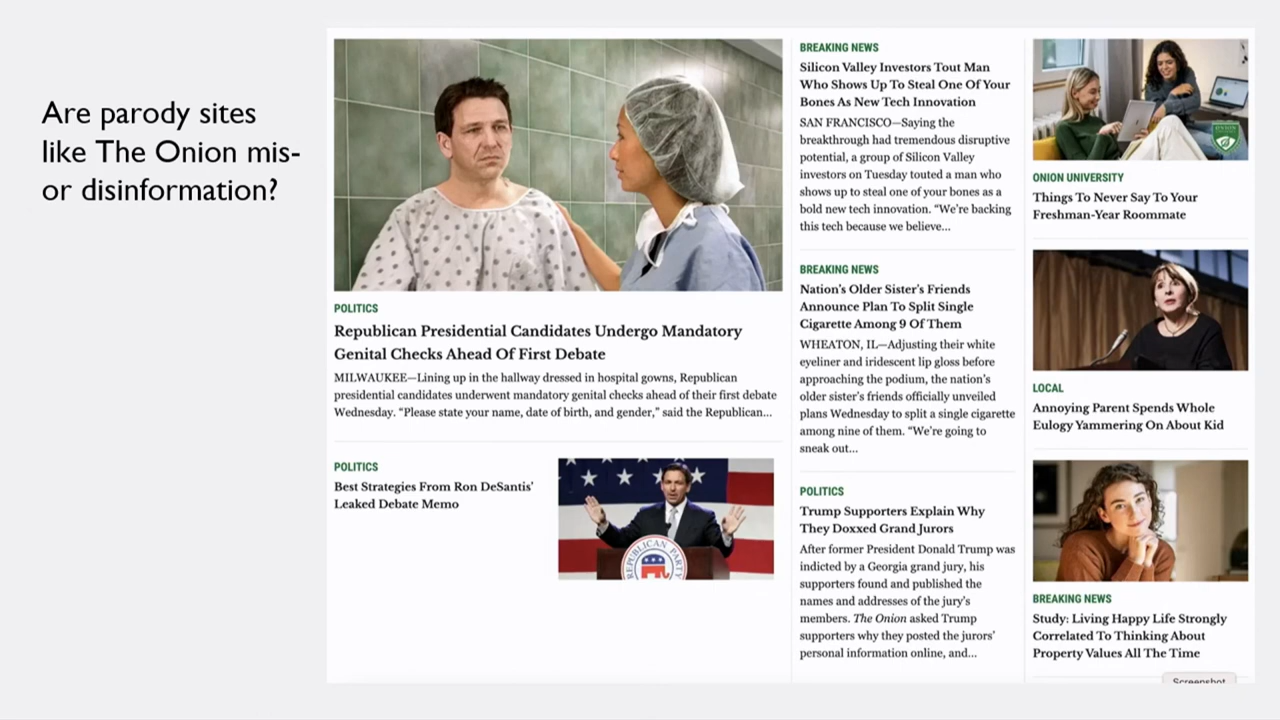 Are parody sites
like The Onion mis-
or disinformation?
POLITICS
Republican Presidential Candidates Undergo Mandatory
Genital Checks Ahead Of First Debate
MILWAUKEE—Lining up in the hallway dressed in hospital gowns, Republican
presidential candidates underwent mandatory genital checks ahead of their first debate
Wednesday. “Please state your name, date of birth, and gender,” said the Republican...
POLITICS
Best Strategies From Ron DeSantis’
Leaked Debate Memo
REPUBLICAN PARTY
BREAKING NEWS
Silicon Valley Investors Tout Man
Who Shows Up To Steal One Of Your
Bones As New Tech Innovation
SAN FRANCISCO—Saying the
breakthrough had tremendous disruptive
potential, a group of Silicon Valley
investors on Tuesday touted a man who
shows up to steal one of your bones as a
bold new tech innovation. “We’re backing
this tech because we believe...
BREAKING NEWS
Nation’s Older Sister’s Friends
Announce Plan To Split Single
Cigarette Among 9 Of Them
WHEATON, IL—Adjusting their white
eyeliner and iridescent lip gloss before
approaching the podium, the nation’s
older sister’s friends officially unveiled
plans Wednesday to split a single cigarette
among nine of them. “We’re going to
sneak out...
POLITICS
Trump Supporters Explain Why
They Doxxed Grand Jurors
After former President Donald Trump was
indicted by a Georgia grand jury, his
supporters found and published the
names and addresses of the jury’s
members. The Onion asked Trump
supporters why they posted the jurors’
personal information online, and...
ONION UNIVERSITY
Things To Never Say To Your
Freshman-Year Roommate
LOCAL
Annoying Parent Spends Whole
Eulogy Yammering On About Kid
BREAKING NEWS
Study: Living Happy Life Strongly
Correlated To Thinking About
Property Values All The Time
Screenshot